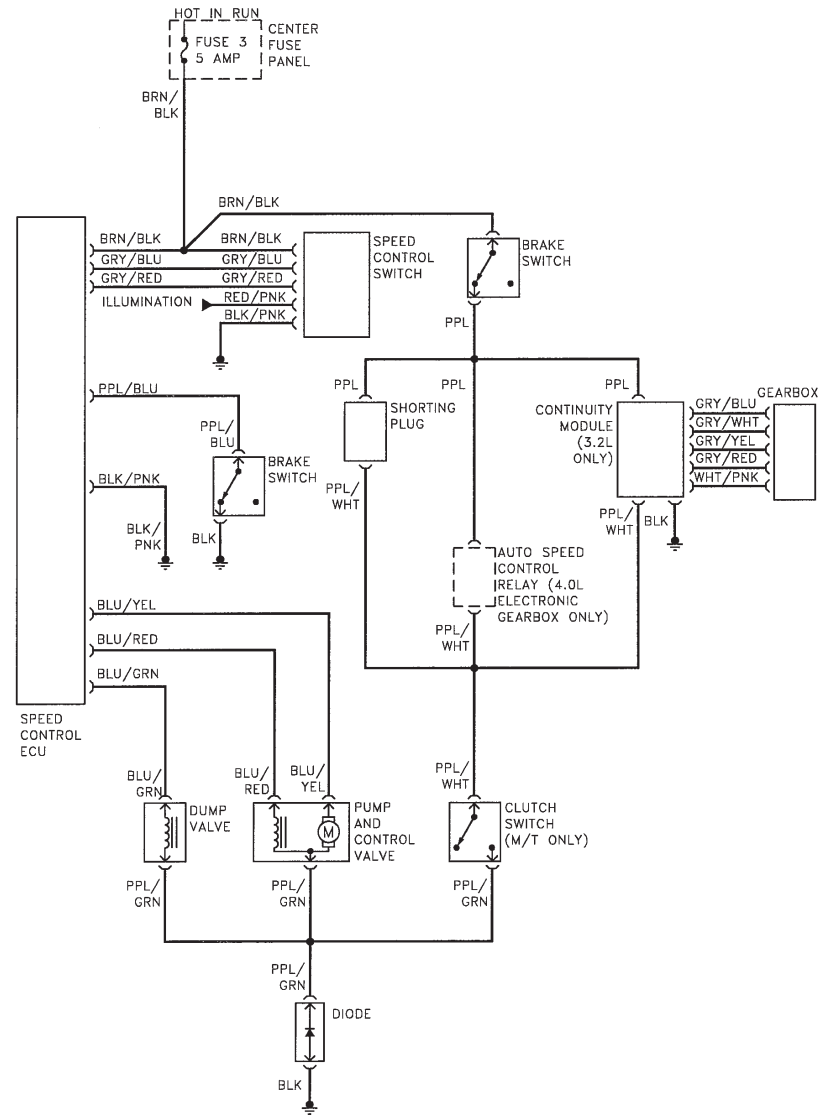 HOT IN RUN
FUSE 3
5 AMP
CENTER
FUSE
PANEL
BRN/
BLK
BRN/BLK
BRN/BLK
BRN/BLK
GRY/BLU
GRY/BLU
GRY/RED
GRY/RED
ILLUMINATION
RED/PNK
BLK/PNK
SPEED
CONTROL
SWITCH
BRAKE
SWITCH
PPL
PPL
PPL
PPL
PPL/BLU
PPL/
BLU
BRAKE
SWITCH
BLK
BLK/PNK
BLK/
PNK
SHORTING
PLUG
PPL/
WHT
CONTINUITY
MODULE
(3.2L
ONLY)
PPL/
WHT
BLK
GEARBOX
GRY/BLU
GRY/WHT
GRY/YEL
GRY/RED
WHT/PNK
AUTO SPEED
CONTROL
RELAY (4.0L
ELECTRONIC
GEARBOX ONLY)
PPL/
WHT
BLU/YEL
BLU/RED
BLU/GRN
SPEED
CONTROL
ECU
BLU/
GRN
BLU/
RED
BLU/
YEL
PPL/
WHT
DUMP
VALVE
M
PUMP
AND
CONTROL
VALVE
CLUTCH
SWITCH
(M/T ONLY)
PPL/
GRN
PPL/
GRN
PPL/
GRN
PPL/
GRN
DIODE
BLK